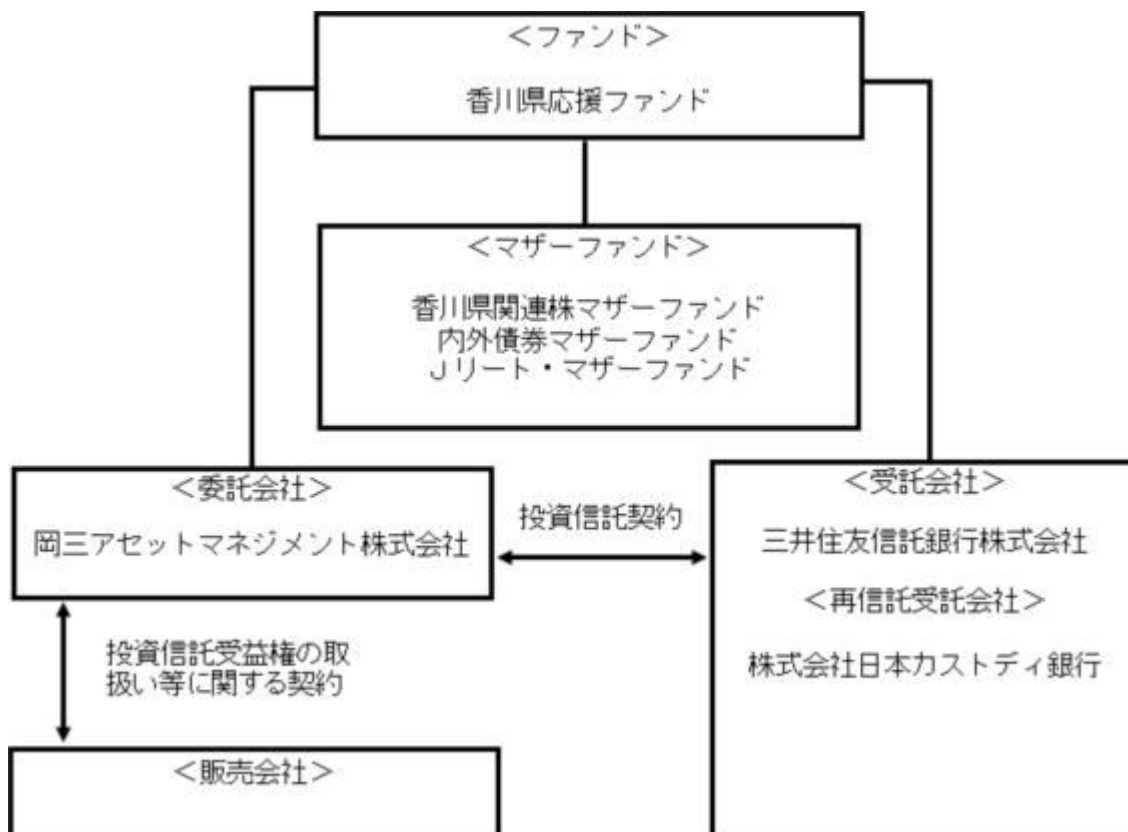 ＜ファンド＞
香川県応援ファンド
＜マザーファンド＞
香川県関連株マザーファンド
内外債券マザーファンド
Ｊリート・マザーファンド
＜委託会社＞
岡三アセットマネジメント株式会社
投資信託契約
＜受託会社＞
三井住友信託銀行株式会社
＜再信託受託会社＞
株式会社日本カストディ銀行
投資信託受益権の取
扱い等に関する契約
＜販売会社＞